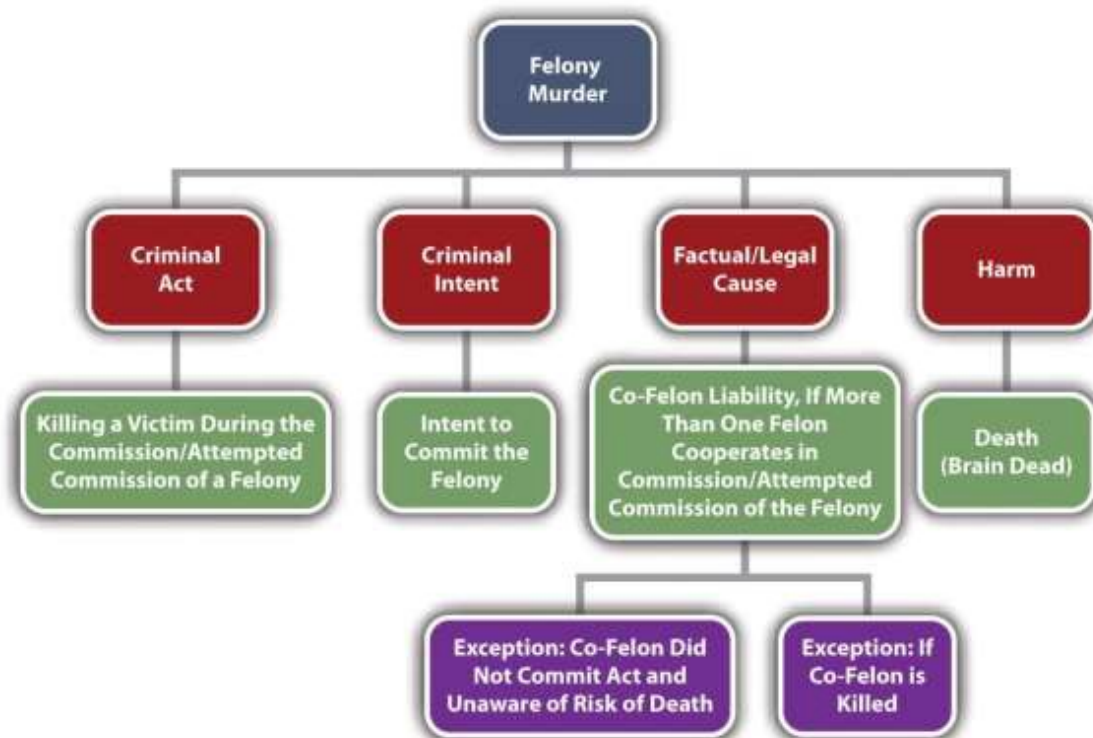 Felony
Murder
Criminal
Act
Criminal
Intent
Factual/Legal
Cause
Harm
Killing a Victim During the
Commission/Attempted
Commission of a Felony
Intent to
Commit the
Felony
Co-Felon Liability, If More
Than One Felon
Cooperates in
Commission/Attempted
Commission of the Felony
Death
(Brain Dead)
Exception: Co-Felon Did
Not Commit Act and
Unaware of Risk of Death
Exception: If
Co-Felon is
Killed